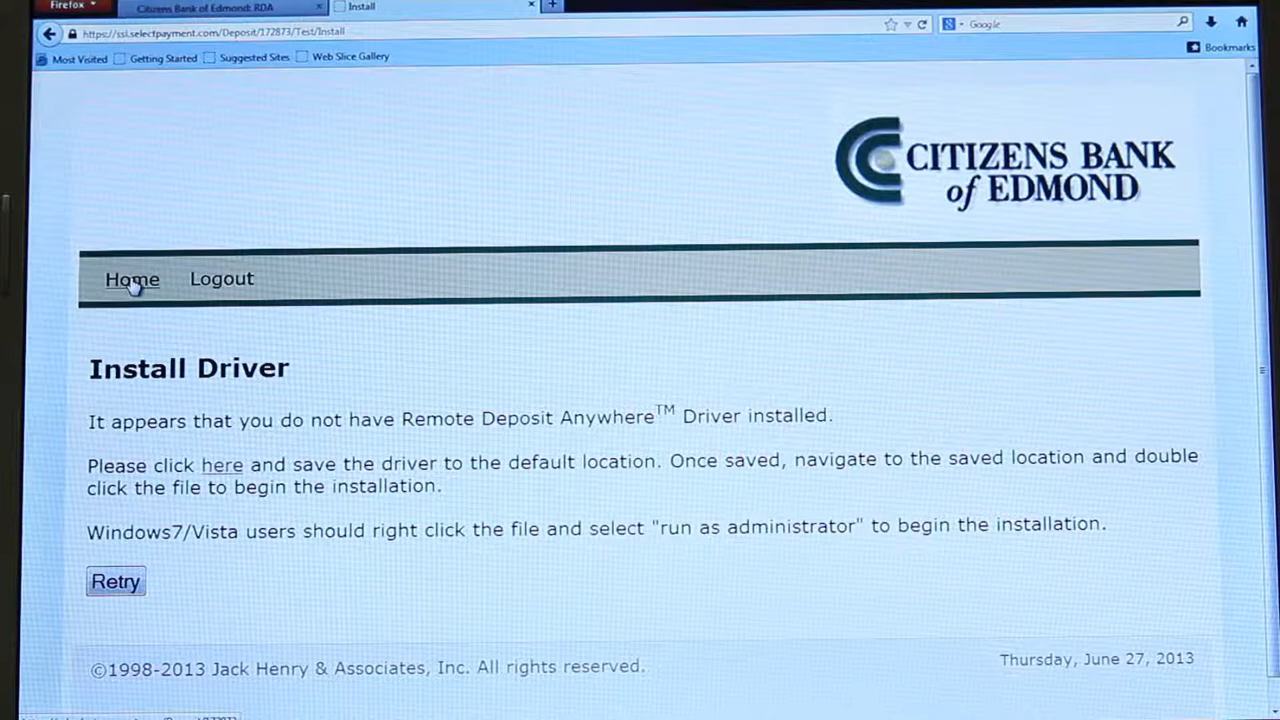 Firefox
Citizens Bank of Edmond: RDA
Install
https://ssl.selectpayment.com/Deposit/172873/Test/Install
Google
Most Visited
Getting Started
Suggested Sites
Web Slice Gallery
Bookmarks
CITIZENS BANK
of EDMOND
Home
Logout
Install Driver
It appears that you do not have Remote Deposit Anywhere™ Driver installed.
Please click here and save the driver to the default location. Once saved, navigate to the saved location and double
click the file to begin the installation.
Windows7/Vista users should right click the file and select "run as administrator" to begin the installation.
Retry
©1998-2013 Jack Henry & Associates, Inc. All rights reserved.
Thursday, June 27, 2013